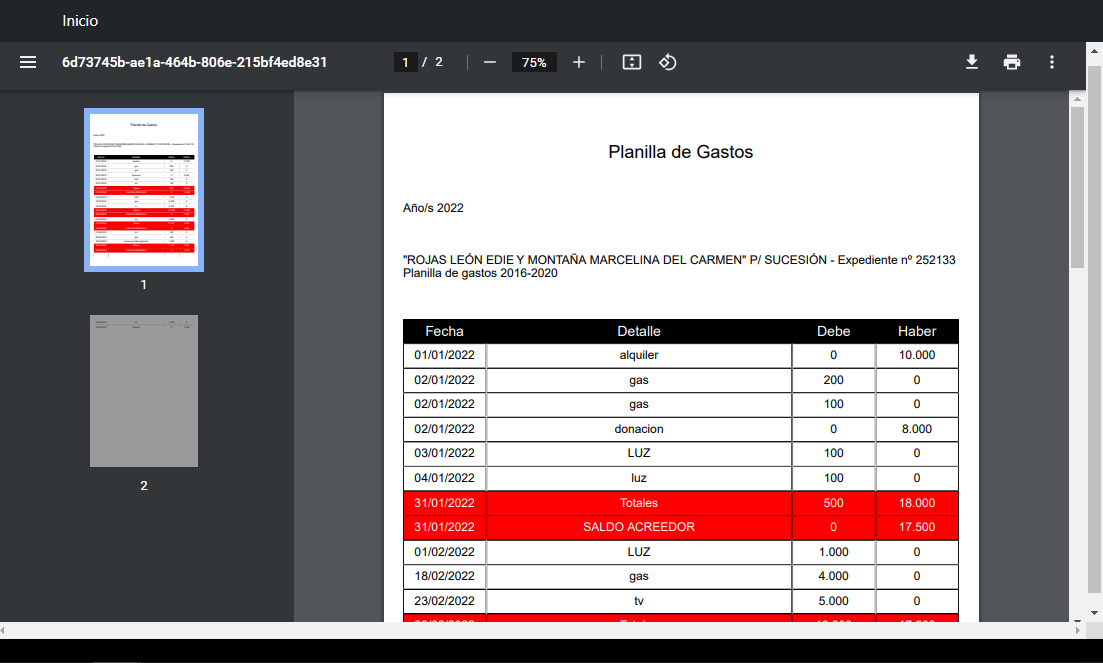 Inicio
6d73745b-ae1a-464b-806e-215bf4ed8e31
1 / 2
75%
1
2
Planilla de Gastos
Año/s 2022
"ROJAS LEÓN EDIE Y MONTAÑA MARCELINA DEL CARMEN" P/ SUCESIÓN - Expediente nº 252133
Planilla de gastos 2016-2020
Fecha Detalle Debe Haber
01/01/2022 alquiler 0 10.000
02/01/2022 gas 200 0
02/01/2022 gas 100 0
02/01/2022 donacion 0 8.000
03/01/2022 LUZ 100 0
04/01/2022 luz 100 0
31/01/2022 Totales 500 18.000
31/01/2022 SALDO ACREEDOR 0 17.500
01/02/2022 LUZ 1.000 0
18/02/2022 gas 4.000 0
23/02/2022 tv 5.000 0